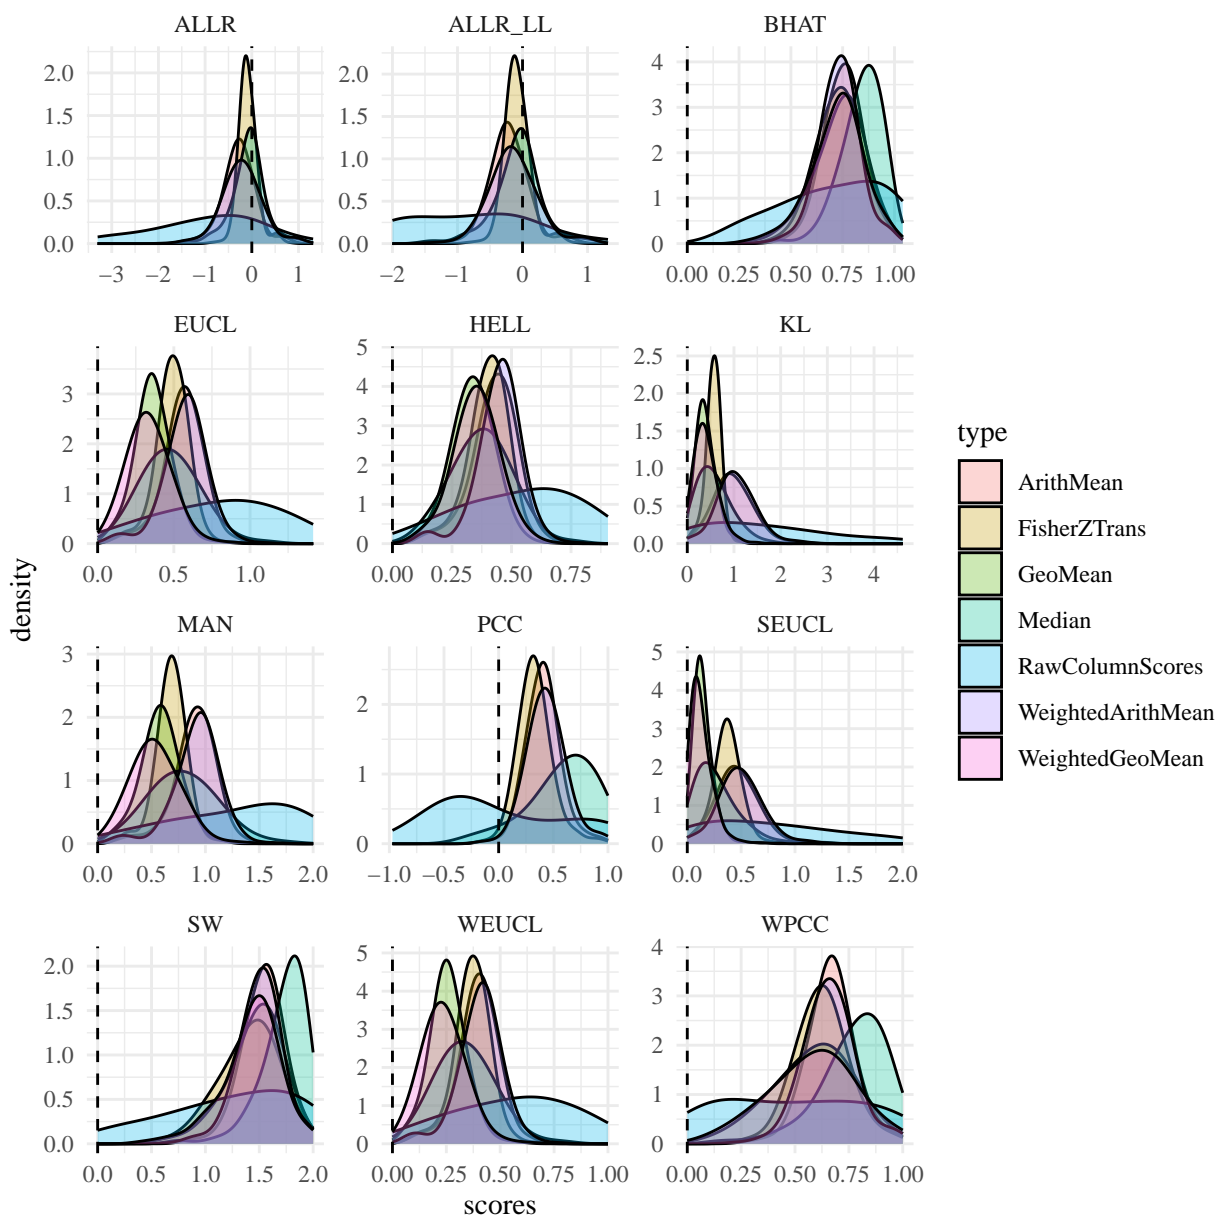 ALLR
ALLR_LL
BHAT
2.0
1.5
1.0
0.5
0.0
−3 −2 −1 0 1
2.0
1.5
1.0
0.5
0.0
−2 −1 0 1
4
3
2
1
0
0.00 0.25 0.50 0.75 1.00
EUCL
HELL
KL
3
2
1
0
0.0 0.5 1.0
5
4
3
2
1
0
0.00 0.25 0.50 0.75
2.5
2.0
1.5
1.0
0.5
0.0
0 1 2 3 4
MAN
PCC
SEUCL
3
2
1
0
0.0 0.5 1.0 1.5 2.0
2
1
0
−1.0 −0.5 0.0 0.5 1.0
5
4
3
2
1
0
0.0 0.5 1.0 1.5 2.0
SW
WEUCL
WPCC
2.0
1.5
1.0
0.5
0.0
0.0 0.5 1.0 1.5 2.0
5
4
3
2
1
0
0.00 0.25 0.50 0.75 1.00
4
3
2
1
0
0.00 0.25 0.50 0.75 1.00
density
scores
type
ArithMean
FisherZTrans
GeoMean
Median
RawColumnScores
WeightedArithMean
WeightedGeoMean